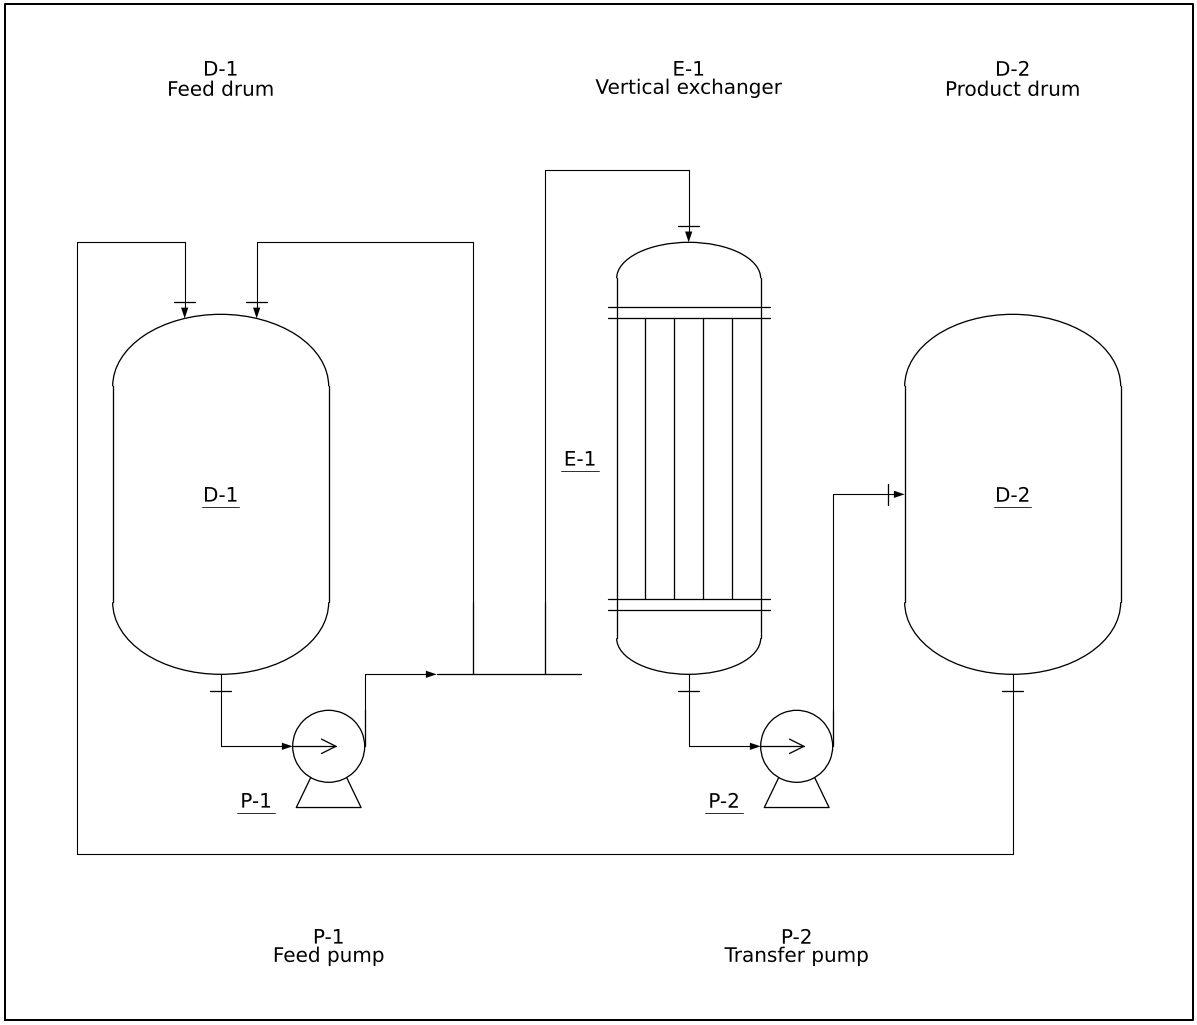 D-1
Feed drum
E-1
Vertical exchanger
D-2
Product drum
E-1
D-1
D-2
P-1
P-2
P-1
Feed pump
P-2
Transfer pump